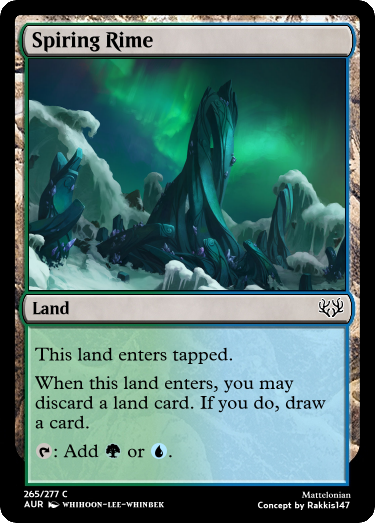 Spiring Rime
Land
This land enters tapped.
When this land enters, you may
discard a land card. If you do, draw
a card.
: Add or .
265/277 C
AUR WHIHOON-LEE-WHINBEK
Mattelonian
Concept by Rakkis147